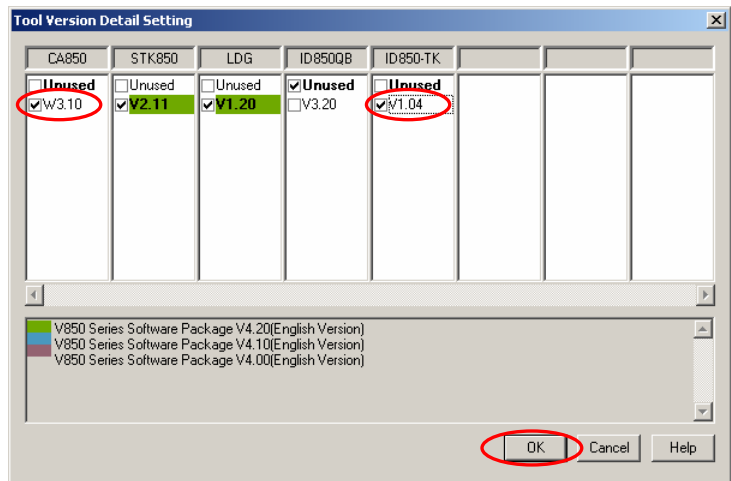 Tool Version Detail Setting
CA850 STK850 LDG ID850QB ID850-TK
Unused Unused Unused Unused Unused
W3.10 V2.11 V1.20 V3.20 V1.04
V850 Series Software Package V4.20(English Version)
V850 Series Software Package V4.10(English Version)
V850 Series Software Package V4.00(English Version)
OK Cancel Help